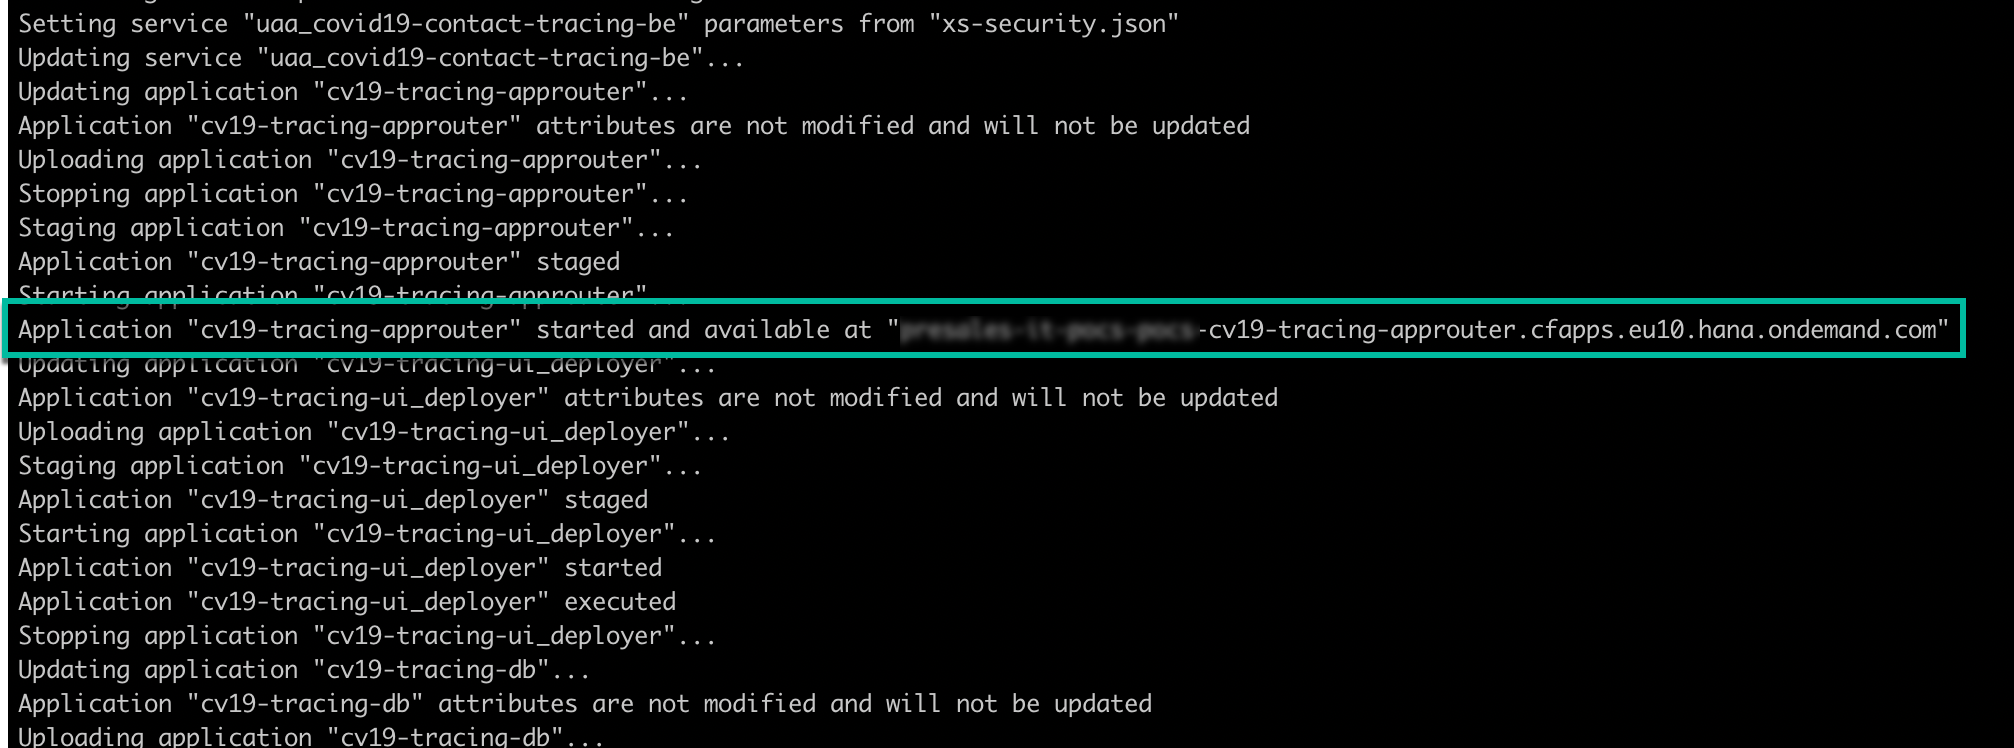 Setting service "uaa_covid19-contact-tracing-be" parameters from "xs-security.json"
Updating service "uaa_covid19-contact-tracing-be"...
Updating application "cv19-tracing-approuter"...
Application "cv19-tracing-approuter" attributes are not modified and will not be updated
Uploading application "cv19-tracing-approuter"...
Stopping application "cv19-tracing-approuter"...
Staging application "cv19-tracing-approuter"...
Application "cv19-tracing-approuter" staged
Starting application "cv19-tracing-approuter"...
Application "cv19-tracing-approuter" started and available at "-cv19-tracing-approuter.cfapps.eu10.hana.ondemand.com"
Updating application "cv19-tracing-ui_deployer"...
Application "cv19-tracing-ui_deployer" attributes are not modified and will not be updated
Uploading application "cv19-tracing-ui_deployer"...
Staging application "cv19-tracing-ui_deployer"...
Application "cv19-tracing-ui_deployer" staged
Starting application "cv19-tracing-ui_deployer"...
Application "cv19-tracing-ui_deployer" started
Application "cv19-tracing-ui_deployer" executed
Stopping application "cv19-tracing-ui_deployer"...
Updating application "cv19-tracing-db"...
Application "cv19-tracing-db" attributes are not modified and will not be updated
Uploading application "cv19-tracing-db"...